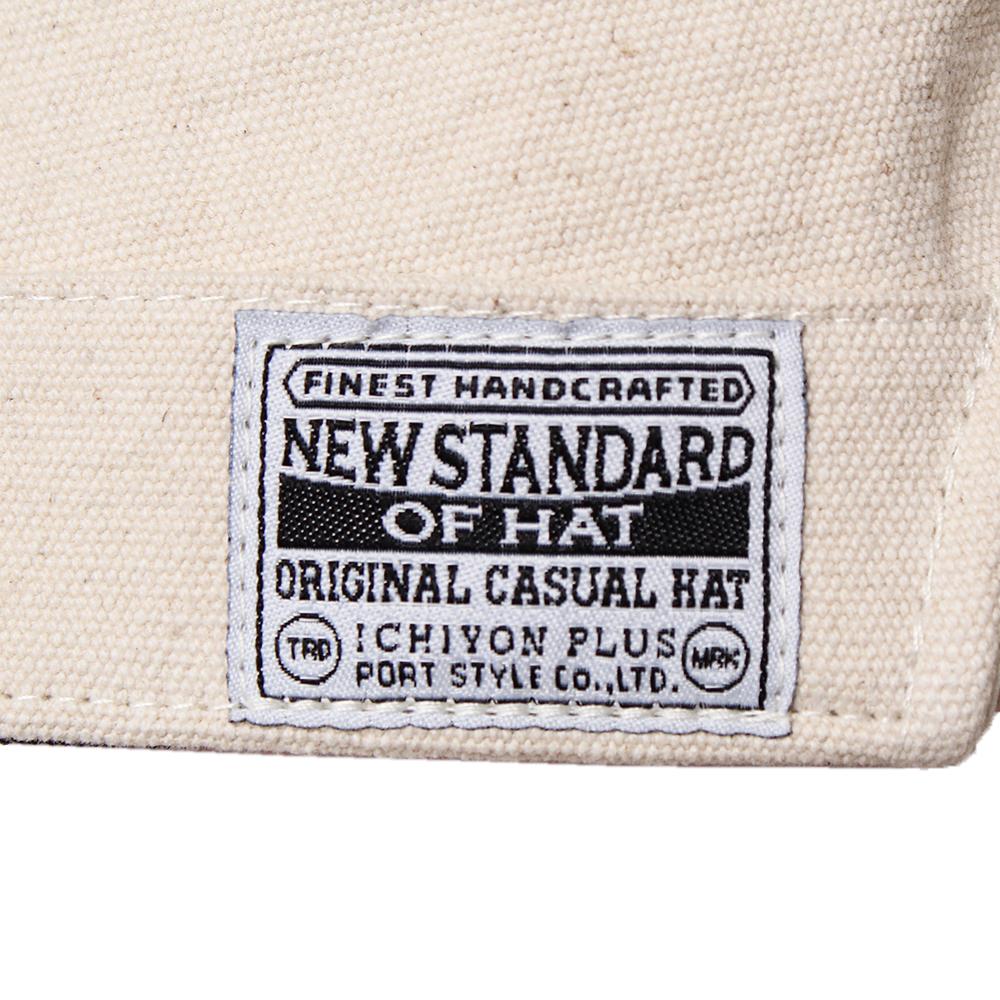 FINEST HANDCRAFTED
NEW STANDARD
OF HAT
ORIGINAL CASUAL HAT
TRD
ICHIYON PLUS
PORT STYLE CO.,LTD.
MRK